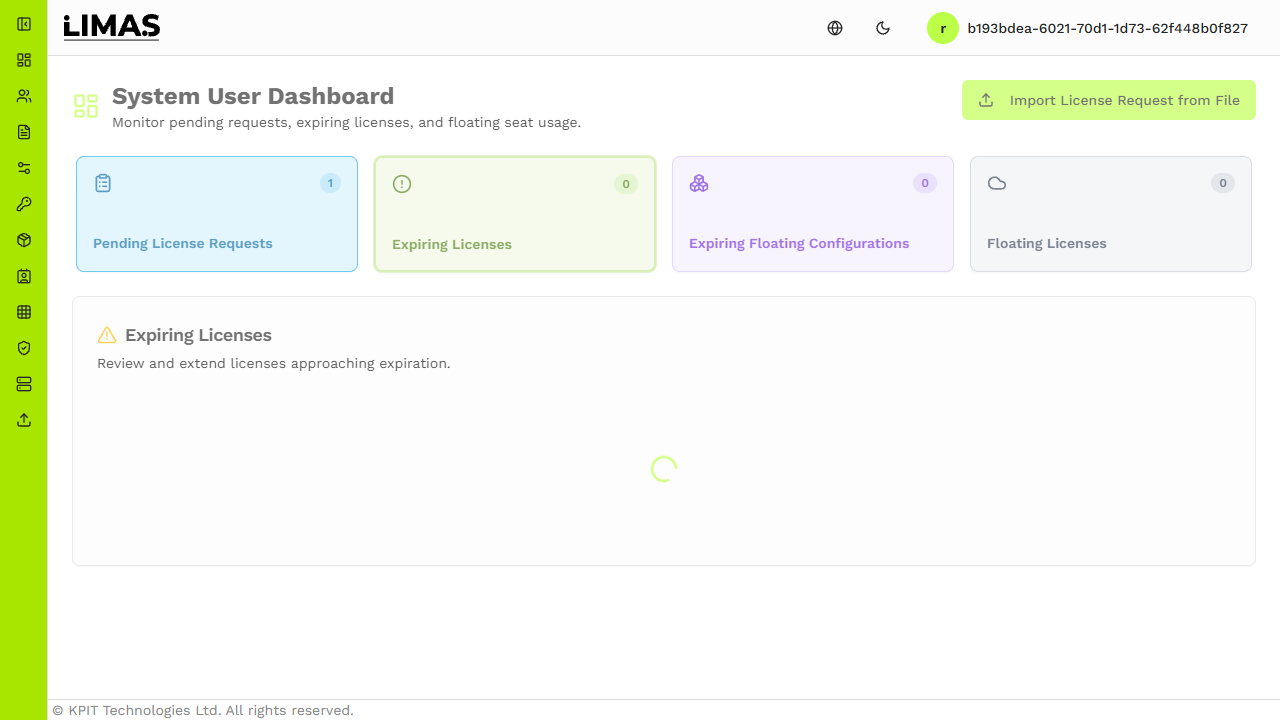 LIMAS
r
b193bdea-6021-70d1-1d73-62f448b0f827
System User Dashboard
Monitor pending requests, expiring licenses, and floating seat usage.
Import License Request from File
1
Pending License Requests
0
Expiring Licenses
0
Expiring Floating Configurations
0
Floating Licenses
Expiring Licenses
Review and extend licenses approaching expiration.
© KPIT Technologies Ltd. All rights reserved.